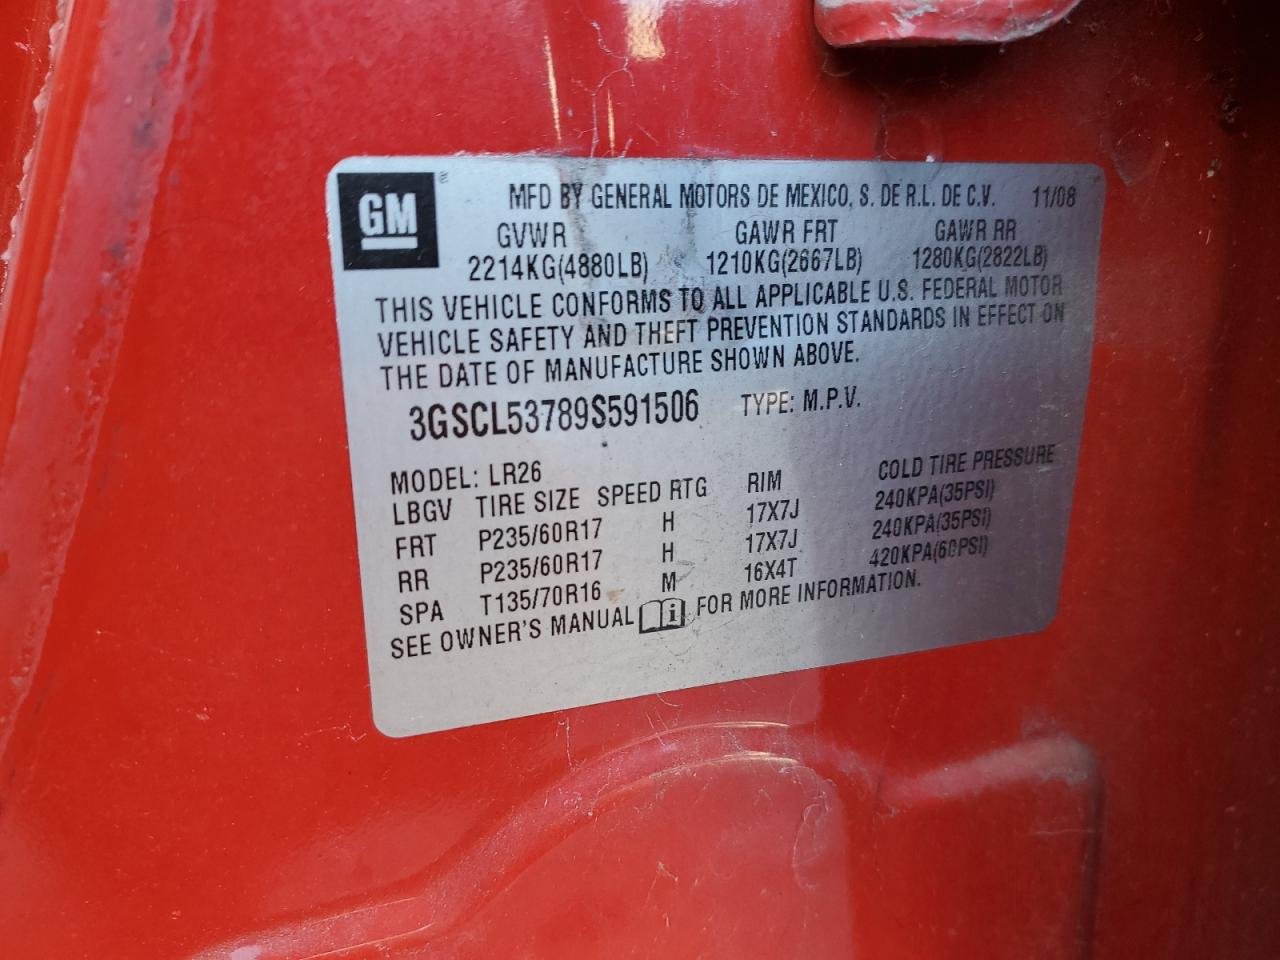 GM
MFD BY GENERAL MOTORS DE MEXICO, S. DE R.L. DE C.V. 11/08
GVWR GAWR FRT GAWR RR
2214KG(4880LB) 1210KG(2667LB) 1280KG(2822LB)
THIS VEHICLE CONFORMS TO ALL APPLICABLE U.S. FEDERAL MOTOR
VEHICLE SAFETY AND THEFT PREVENTION STANDARDS IN EFFECT ON
THE DATE OF MANUFACTURE SHOWN ABOVE.
3GSCL53789S591506 TYPE: M.P.V.
MODEL: LR26
LBGV TIRE SIZE SPEED RTG RIM COLD TIRE PRESSURE
FRT P235/60R17 H 17X7J 240KPA(35PSI)
RR P235/60R17 H 17X7J 240KPA(35PSI)
SPA T135/70R16 M 16X4T 420KPA(60PSI)
SEE OWNER'S MANUAL i FOR MORE INFORMATION.